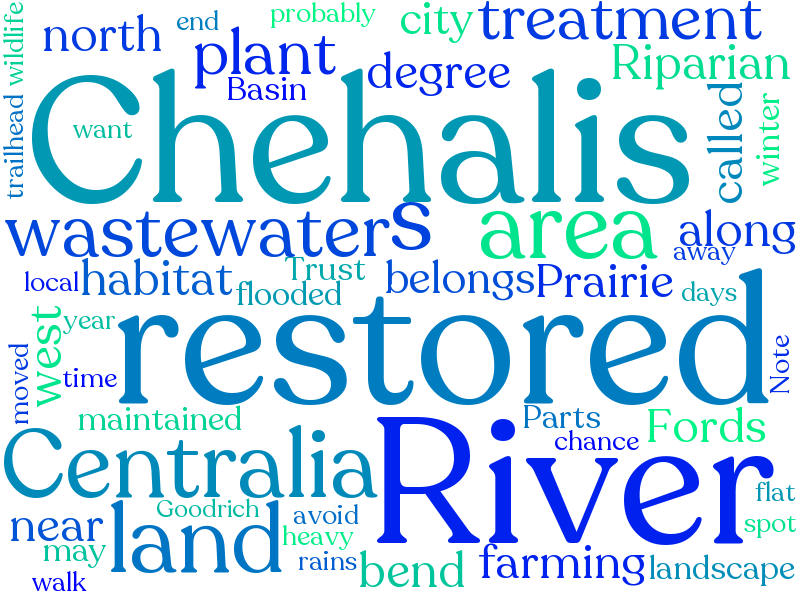 wildlife
north
end
probably
city
treatment
plant
Basin
degree
Riparian
trailhead
want
Chehalis
called
winter
wastewater
s
area
along
away
local
habitat
Trust
flooded
belongs
Prairie
days
west
year
restored
moved
time
Note
maintained
Parts
chance
Fords
Centralia
River
flat
near
land
Goodrich
avoid
heavy
spot
may
rains
bend
farming
landscape
walk